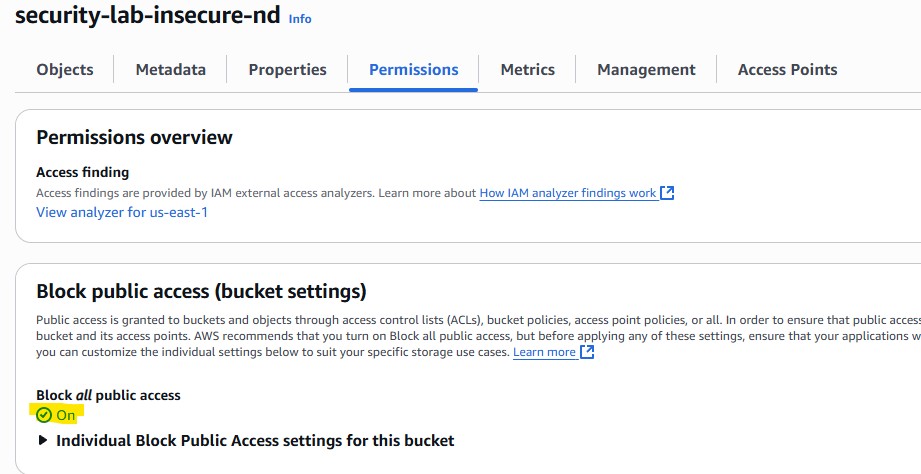 security-lab-insecure-nd Info
Objects Metadata Properties Permissions Metrics Management Access Points
Permissions overview
Access finding
Access findings are provided by IAM external access analyzers. Learn more about How IAM analyzer findings work
View analyzer for us-east-1
Block public access (bucket settings)
Public access is granted to buckets and objects through access control lists (ACLs), bucket policies, access point policies, or all. In order to ensure that public access
bucket and its access points. AWS recommends that you turn on Block all public access, but before applying any of these settings, ensure that your applications w
you can customize the individual settings below to suit your specific storage use cases. Learn more
Block all public access
On
Individual Block Public Access settings for this bucket